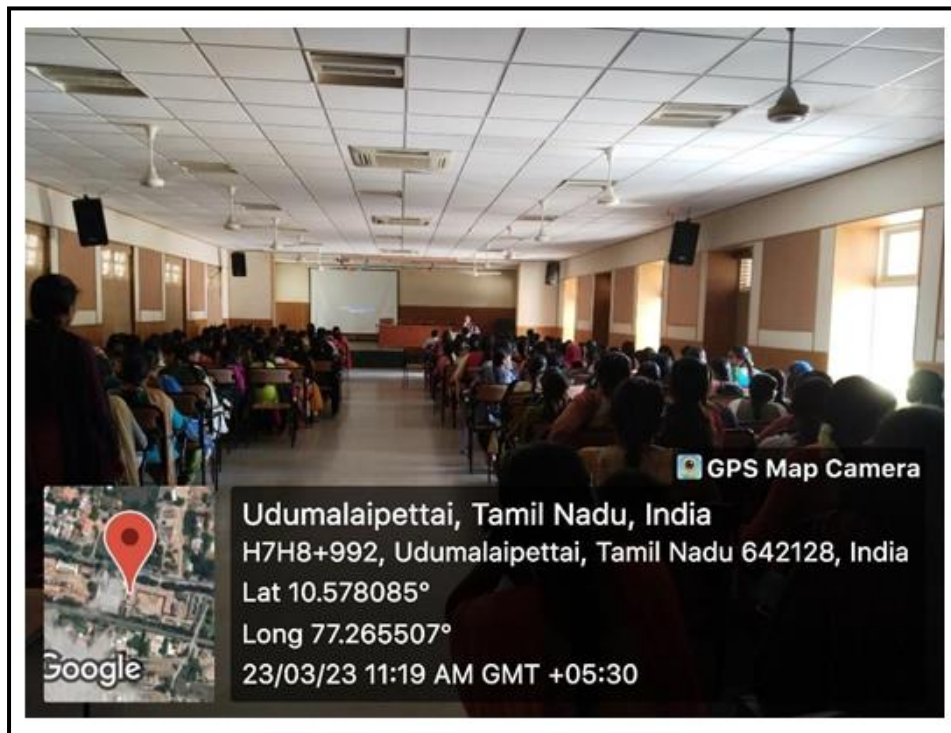 GPS Map Camera
Udumalaipettai, Tamil Nadu, India
H7H8+992, Udumalaipettai, Tamil Nadu 642128, India
Lat 10.578085°
Long 77.265507°
23/03/23 11:19 AM GMT +05:30
Google